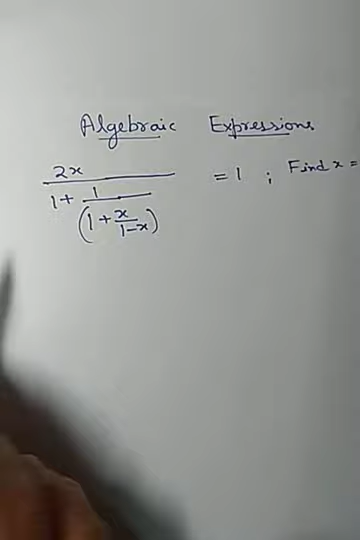 Algebraic Expressions
2x
1 + 1
(1 + x
1-x)
= 1 ; Find x =